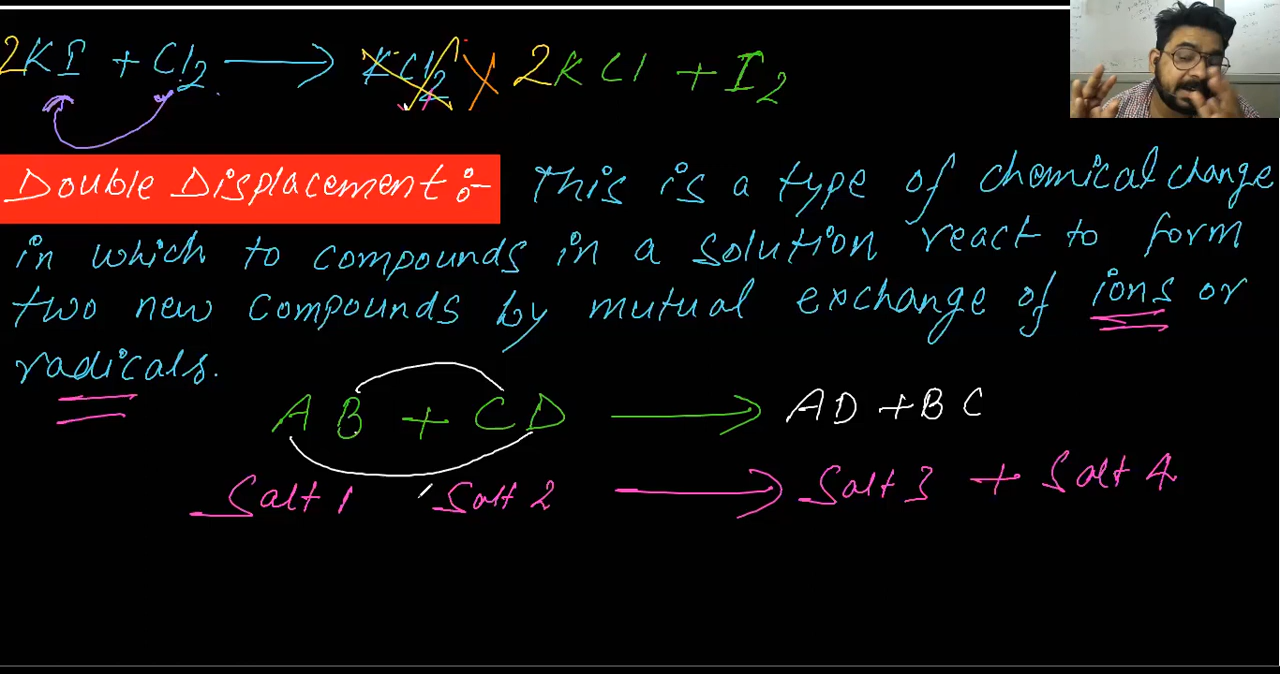 2KI + Cl2 → KCl2 2KCl + I2
Double Displacement:- This is a type of chemical change
in which to compounds in a solution react to form
two new compounds by mutual exchange of ions or
radicals.
AB + CD → AD + BC
Salt 1 Salt 2 → Salt 3 + Salt 4